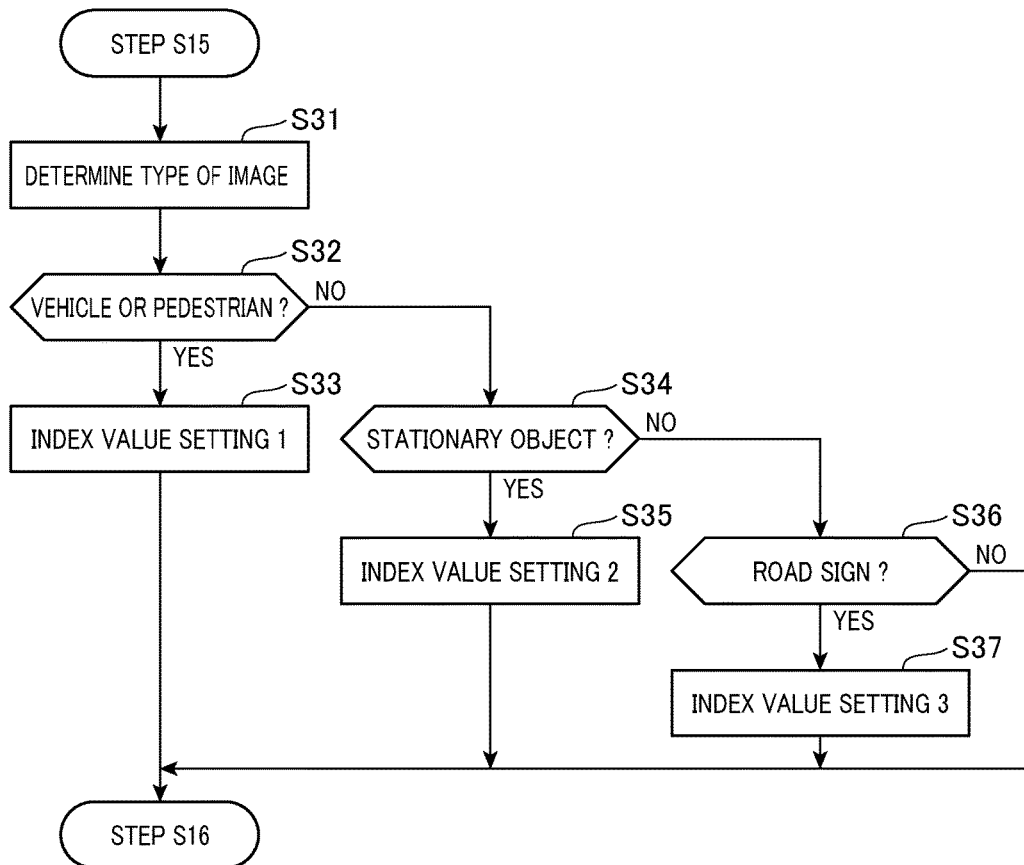 STEP S15
S31
DETERMINE TYPE OF IMAGE
S32
VEHICLE OR PEDESTRIAN ?
NO
YES
S33
INDEX VALUE SETTING 1
S34
STATIONARY OBJECT ?
NO
YES
S35
INDEX VALUE SETTING 2
S36
ROAD SIGN ?
NO
YES
S37
INDEX VALUE SETTING 3
STEP S16